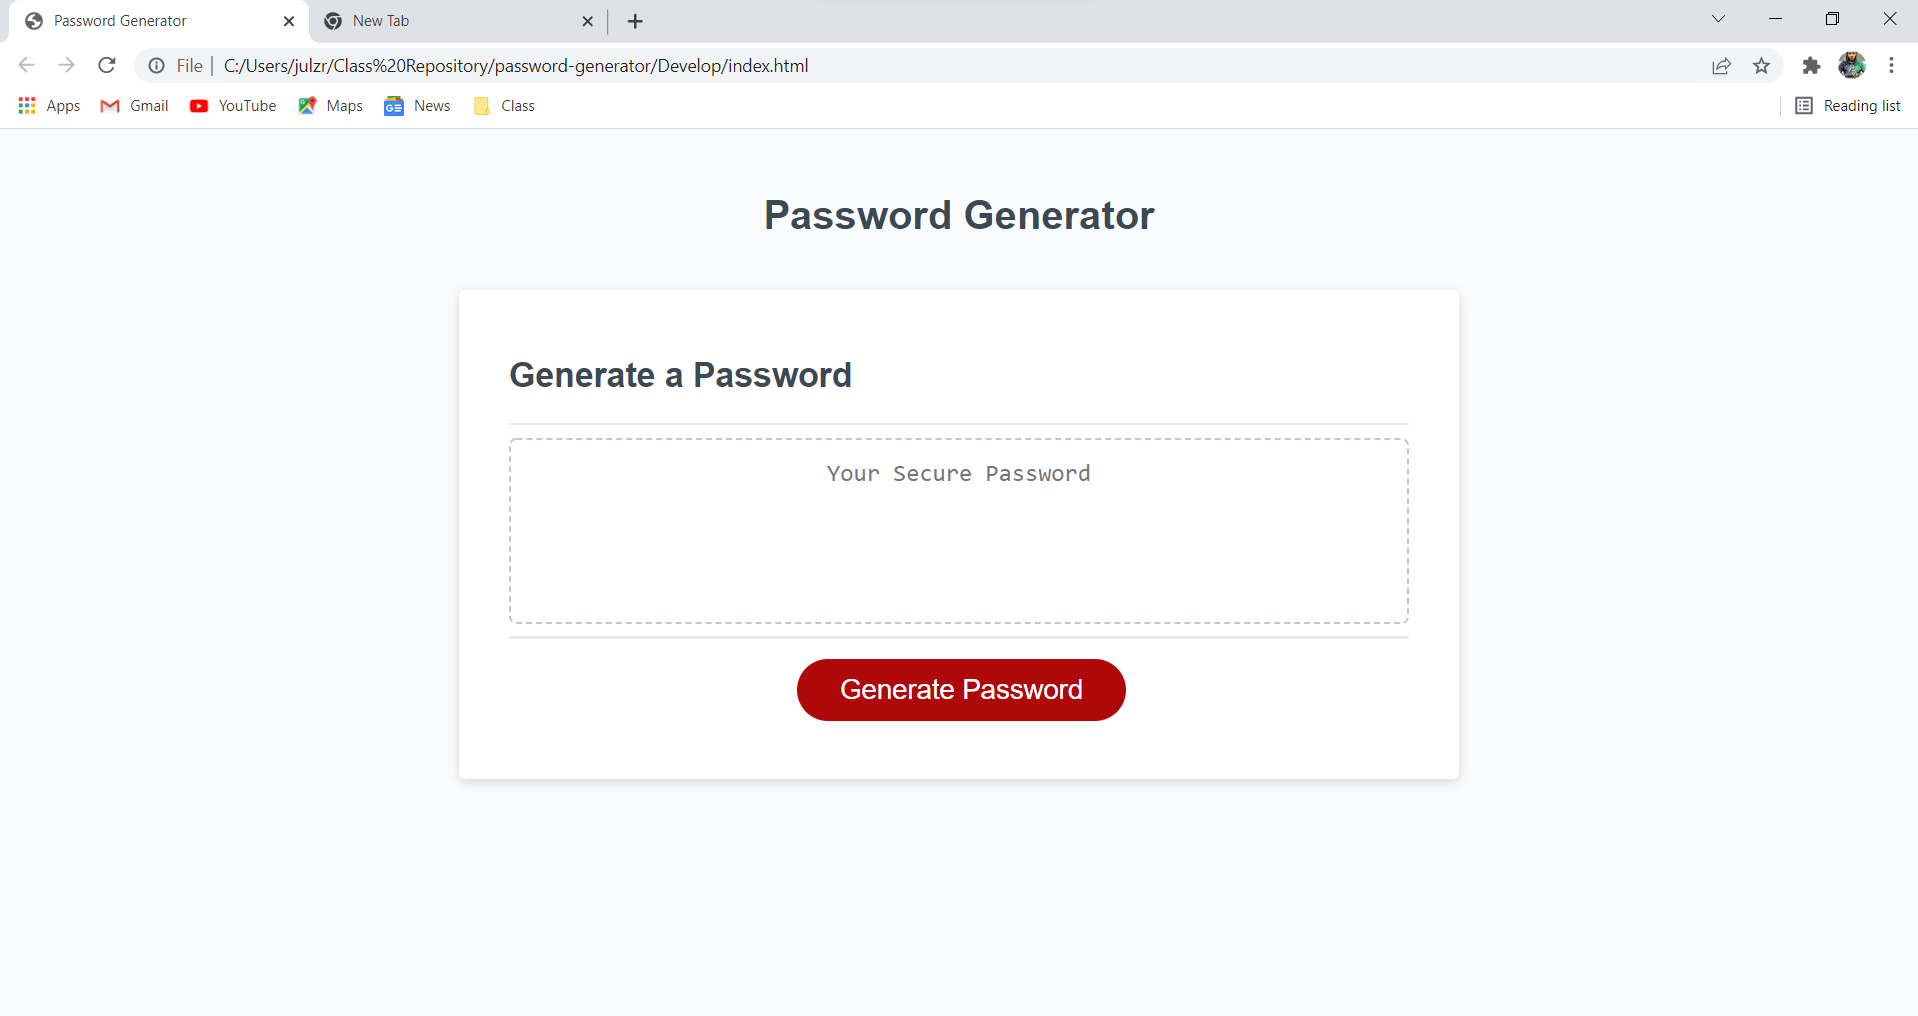 Password Generator
New Tab
File
C:/Users/julzr/Class%20Repository/password-generator/Develop/index.html
Apps
Gmail
YouTube
Maps
News
Class
Reading list
Password Generator
Generate a Password
Your Secure Password
Generate Password